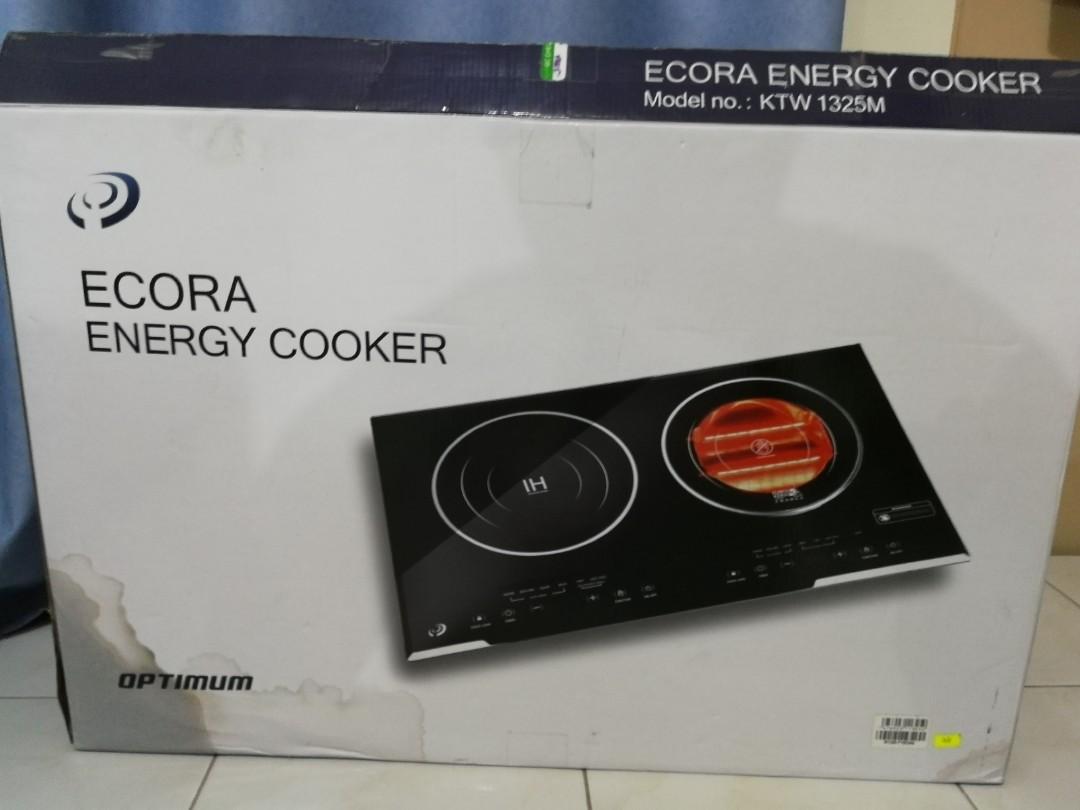 ECORA ENERGY COOKER
Model no.: KTW 1325M
ECORA
ENERGY COOKER
IH
OPTIMUM